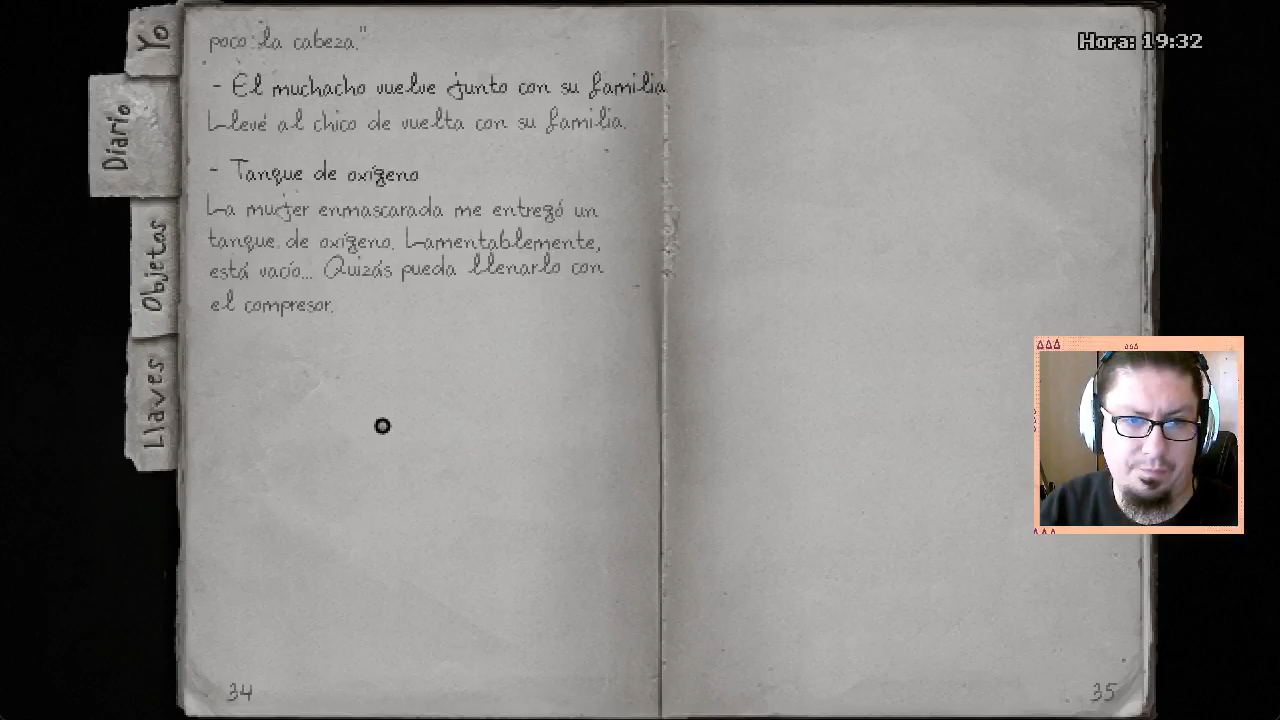 Yo
Diario
Objetos
Llaves
poco la cabeza."
- El muchacho vuelve junto con su familia
Llevé al chico de vuelta con su familia.
- Tanque de oxígeno
La mujer enmascarada me entregó un
tanque de oxígeno. Lamentablemente,
está vacío... Quizás pueda llenarlo con
el compresor.
34
35
Hora: 19:32